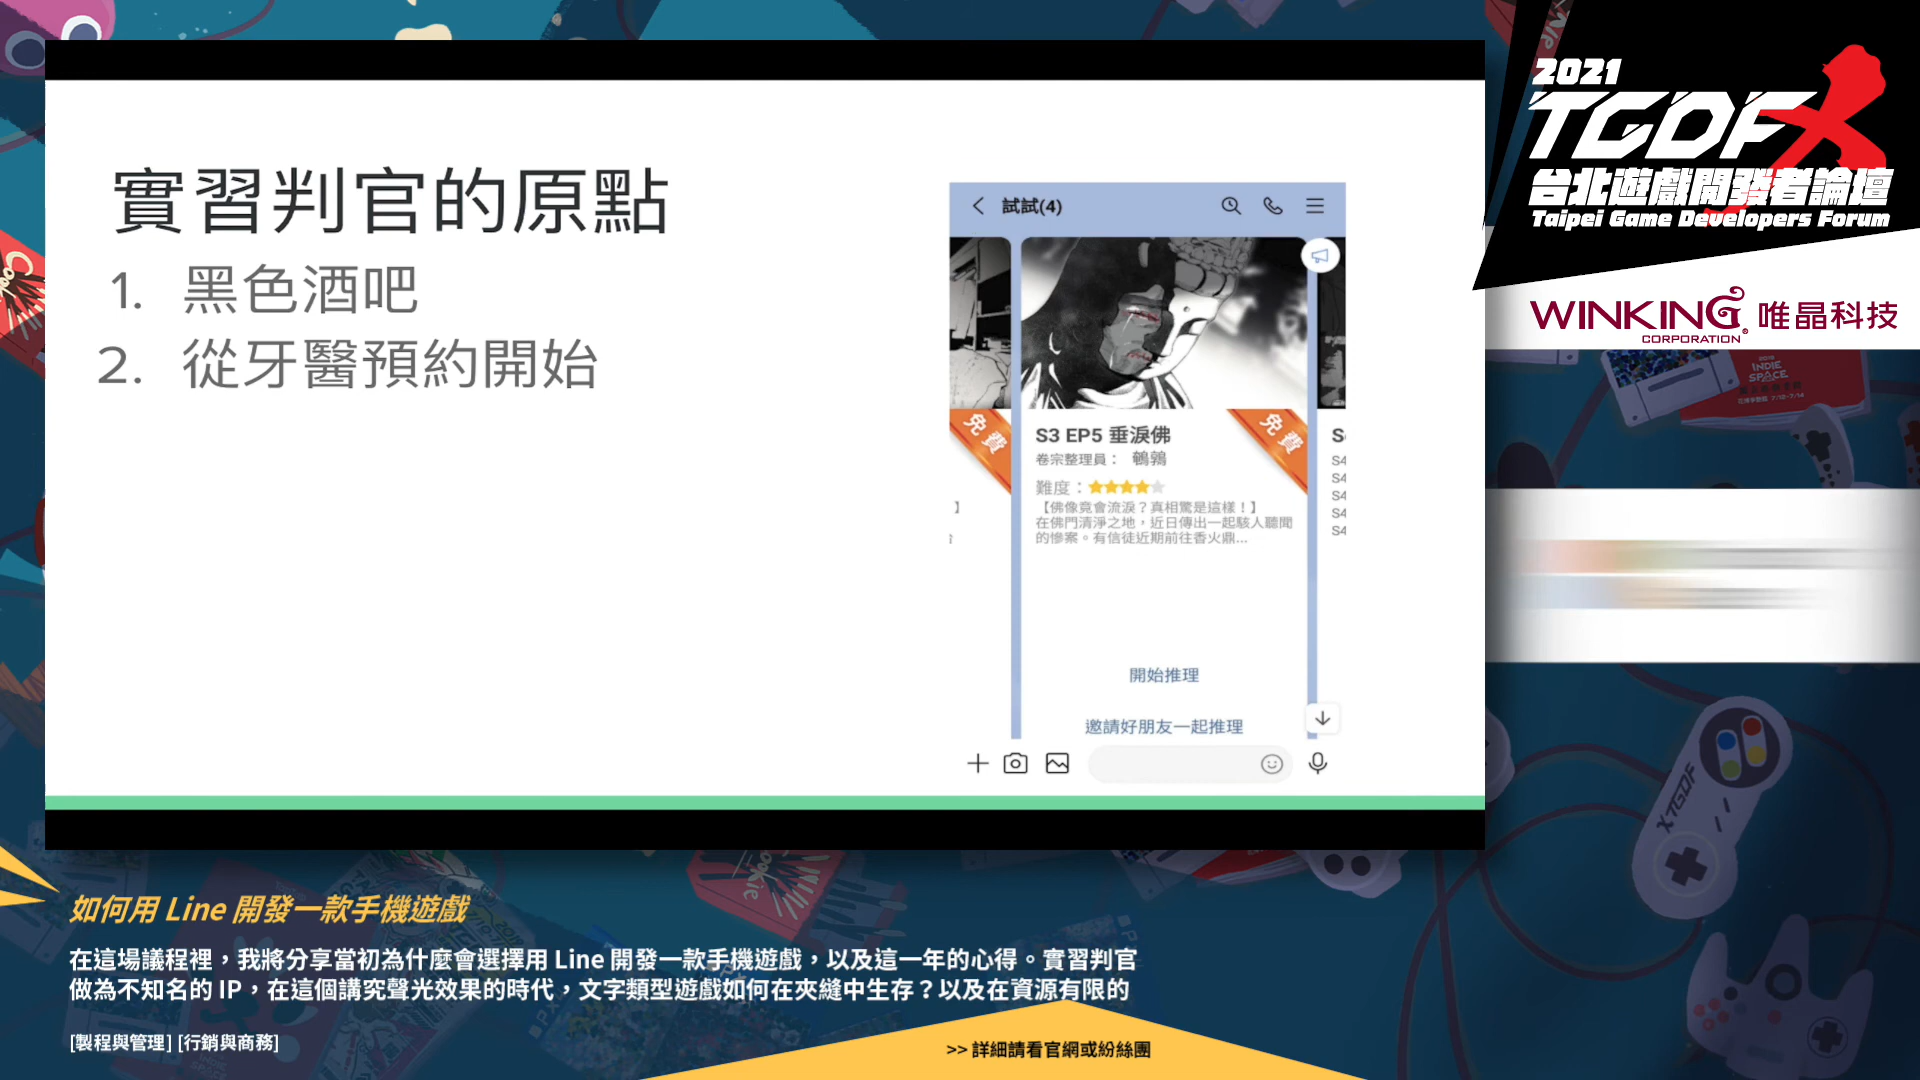 實習判官的原點
1. 黑色酒吧
2. 從牙醫預約開始
試試(4)
免費
免費
S3 EP5 垂淚佛
卷宗整理員： 鵪鶉
難度：
【佛像竟會流淚？真相驚是這樣！】
在佛門清淨之地，近日傳出一起駭人聽聞
的慘案。有信徒近期前往香火鼎...
】
S4
S4
S4
S4
S4
開始推理
邀請好朋友一起推理
2021
TGDF X
台北遊戲開發者論壇
Taipei Game Developers Forum
WINKING 唯晶科技
CORPORATION
INDIE
SPACE
XTGDF
如何用 Line 開發一款手機遊戲
在這場議程裡，我將分享當初為什麼會選擇用 Line 開發一款手機遊戲，以及這一年的心得。實習判官
做為不知名的 IP，在這個講究聲光效果的時代，文字類型遊戲如何在夾縫中生存？以及在資源有限的
[製程與管理] [行銷與商務]
>> 詳細請看官網或紛絲團